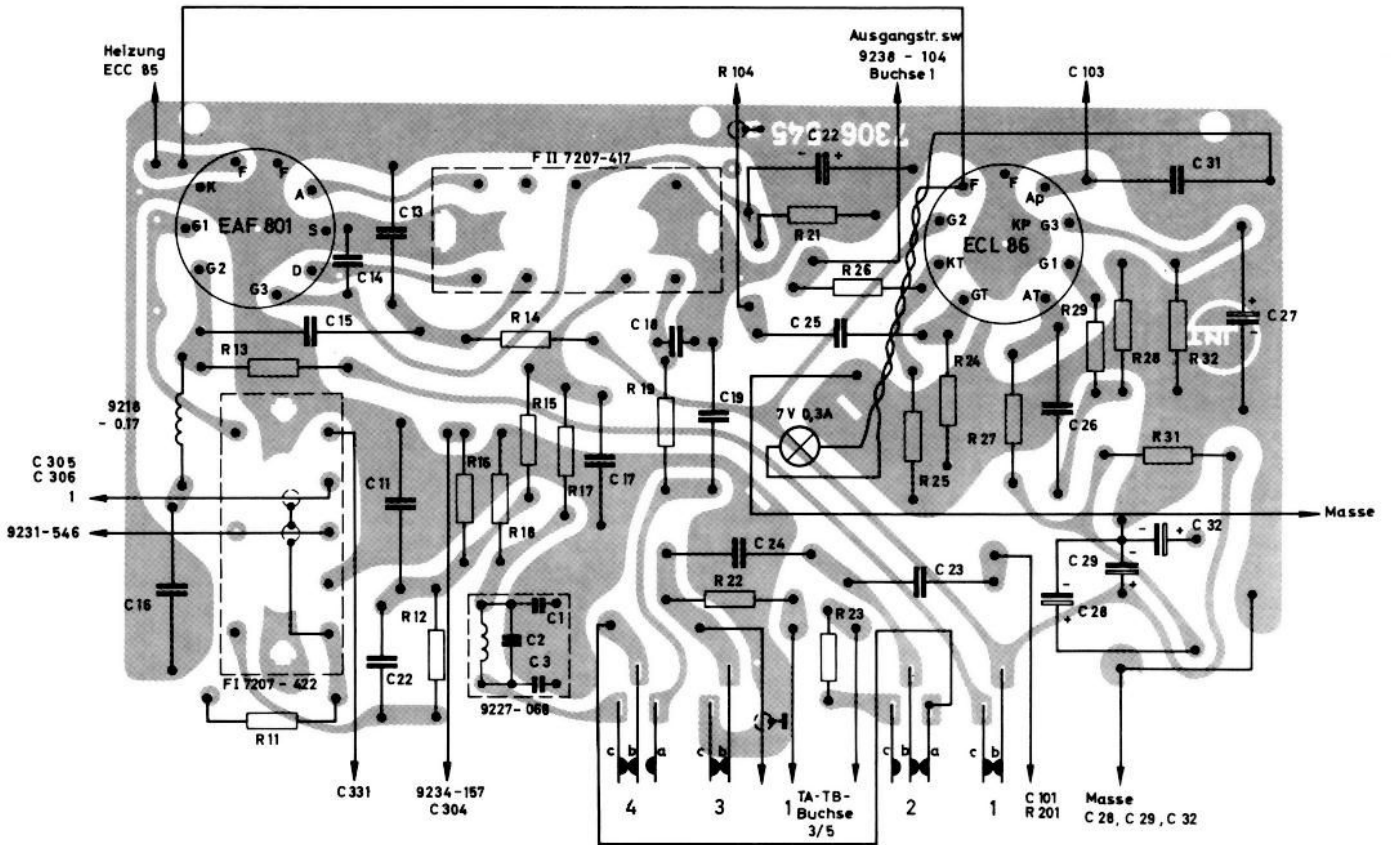 Heizung
ECC 85
R 104
Ausgangstr. sw
9238 - 104
Buchse 1
C 103
7306-545
C 22
- +
F II 7207-417
C 31
K
F
F
A
G1
EAF 801
S
G2
D
G3
C 13
C 14
R 21
R 26
F
F
Ap
G2
KP
G3
ECL 86
KT
G1
GT
AT
C 15
R 14
C 18
C 25
R 24
R 29
R 28
R 32
+
-
C 27
R 13
9218
- 0.17
R 15
R 19
C 19
7 V 0,3A
R 27
C 26
R 25
R 31
C 305
C 306
1
9231-546
C 11
R 16
R 18
R 17
C 17
Masse
C 24
C 32
- +
C 29
-
+
C 23
C 28
-
+
C 16
R 12
R 22
R 23
C 1
C 2
C 3
C 22
F I 7207 - 422
9227- 068
R 11
c b a
c b
c b a
c b
C 331
9234-157
C 304
4
3
1
TA-TB-
Buchse
3/5
2
1
C 101
R 201
Masse
C 28, C 29, C 32